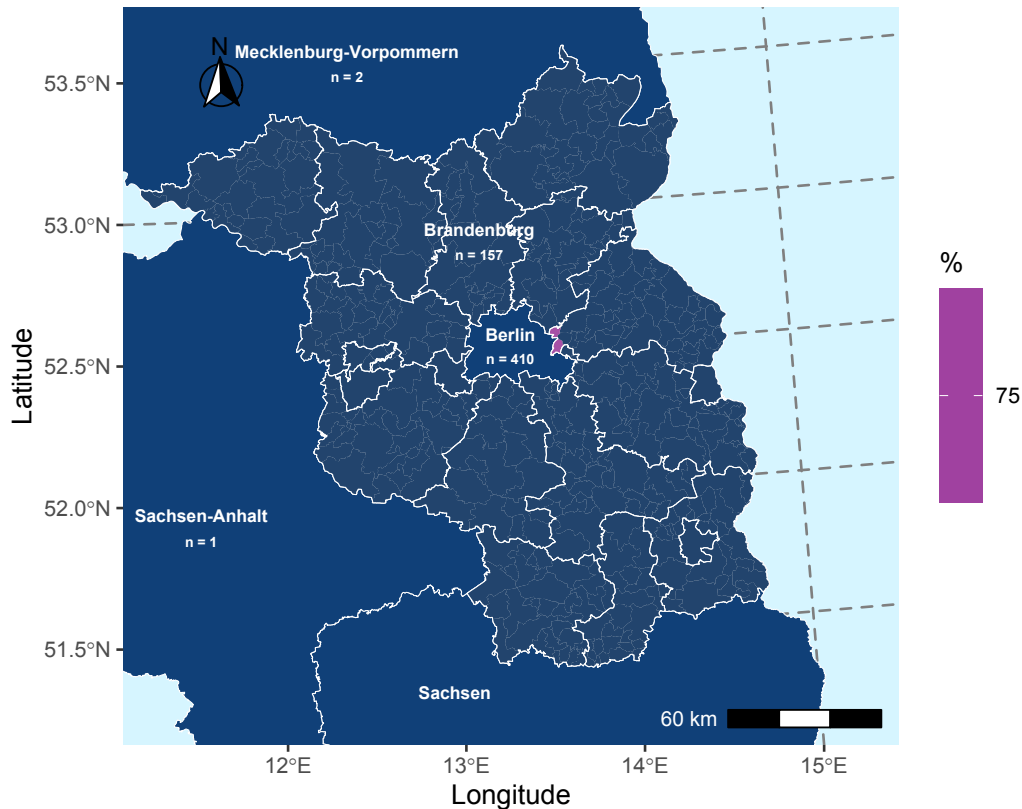 N
Mecklenburg-Vorpommern
n = 2
53.5°N
53.0°N
Brandenburg
n = 157
%
Berlin
n = 410
52.5°N
75
Latitude
52.0°N
Sachsen-Anhalt
n = 1
51.5°N
Sachsen
60 km
12°E
13°E
14°E
15°E
Longitude